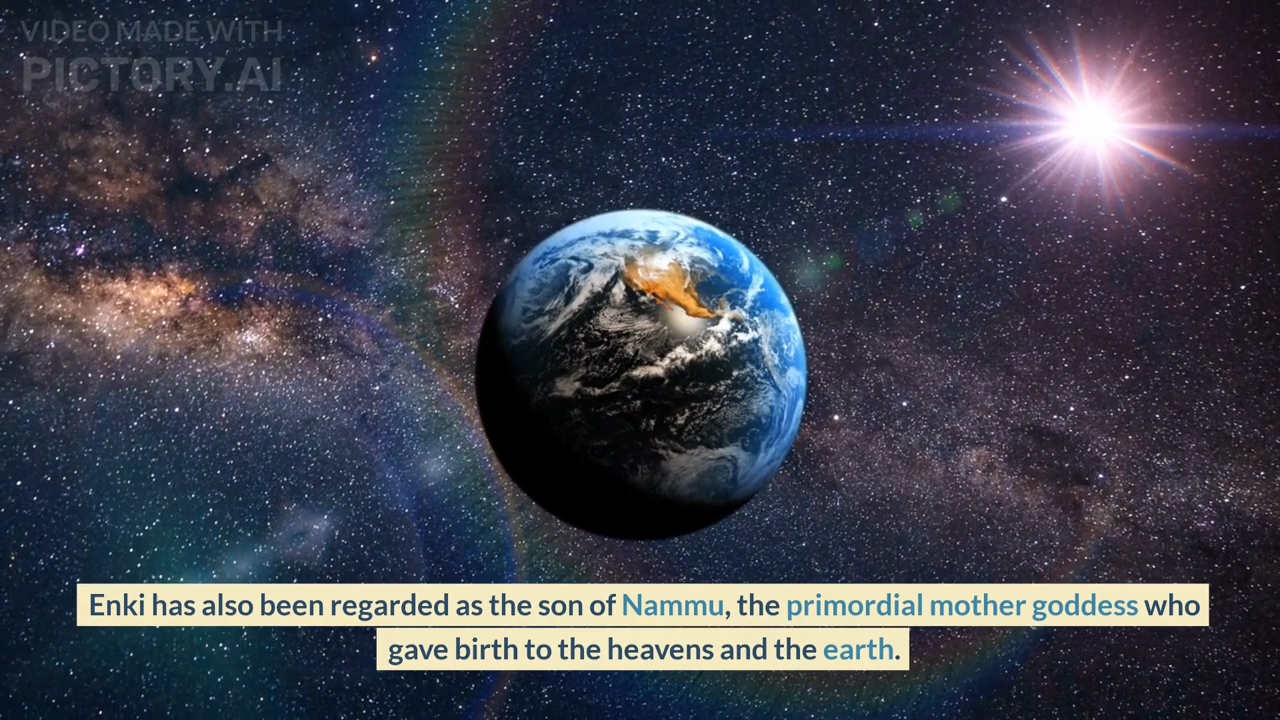 VIDEO MADE WITH
PICTORY.AI
Enki has also been regarded as the son of Nammu, the primordial mother goddess who
gave birth to the heavens and the earth.